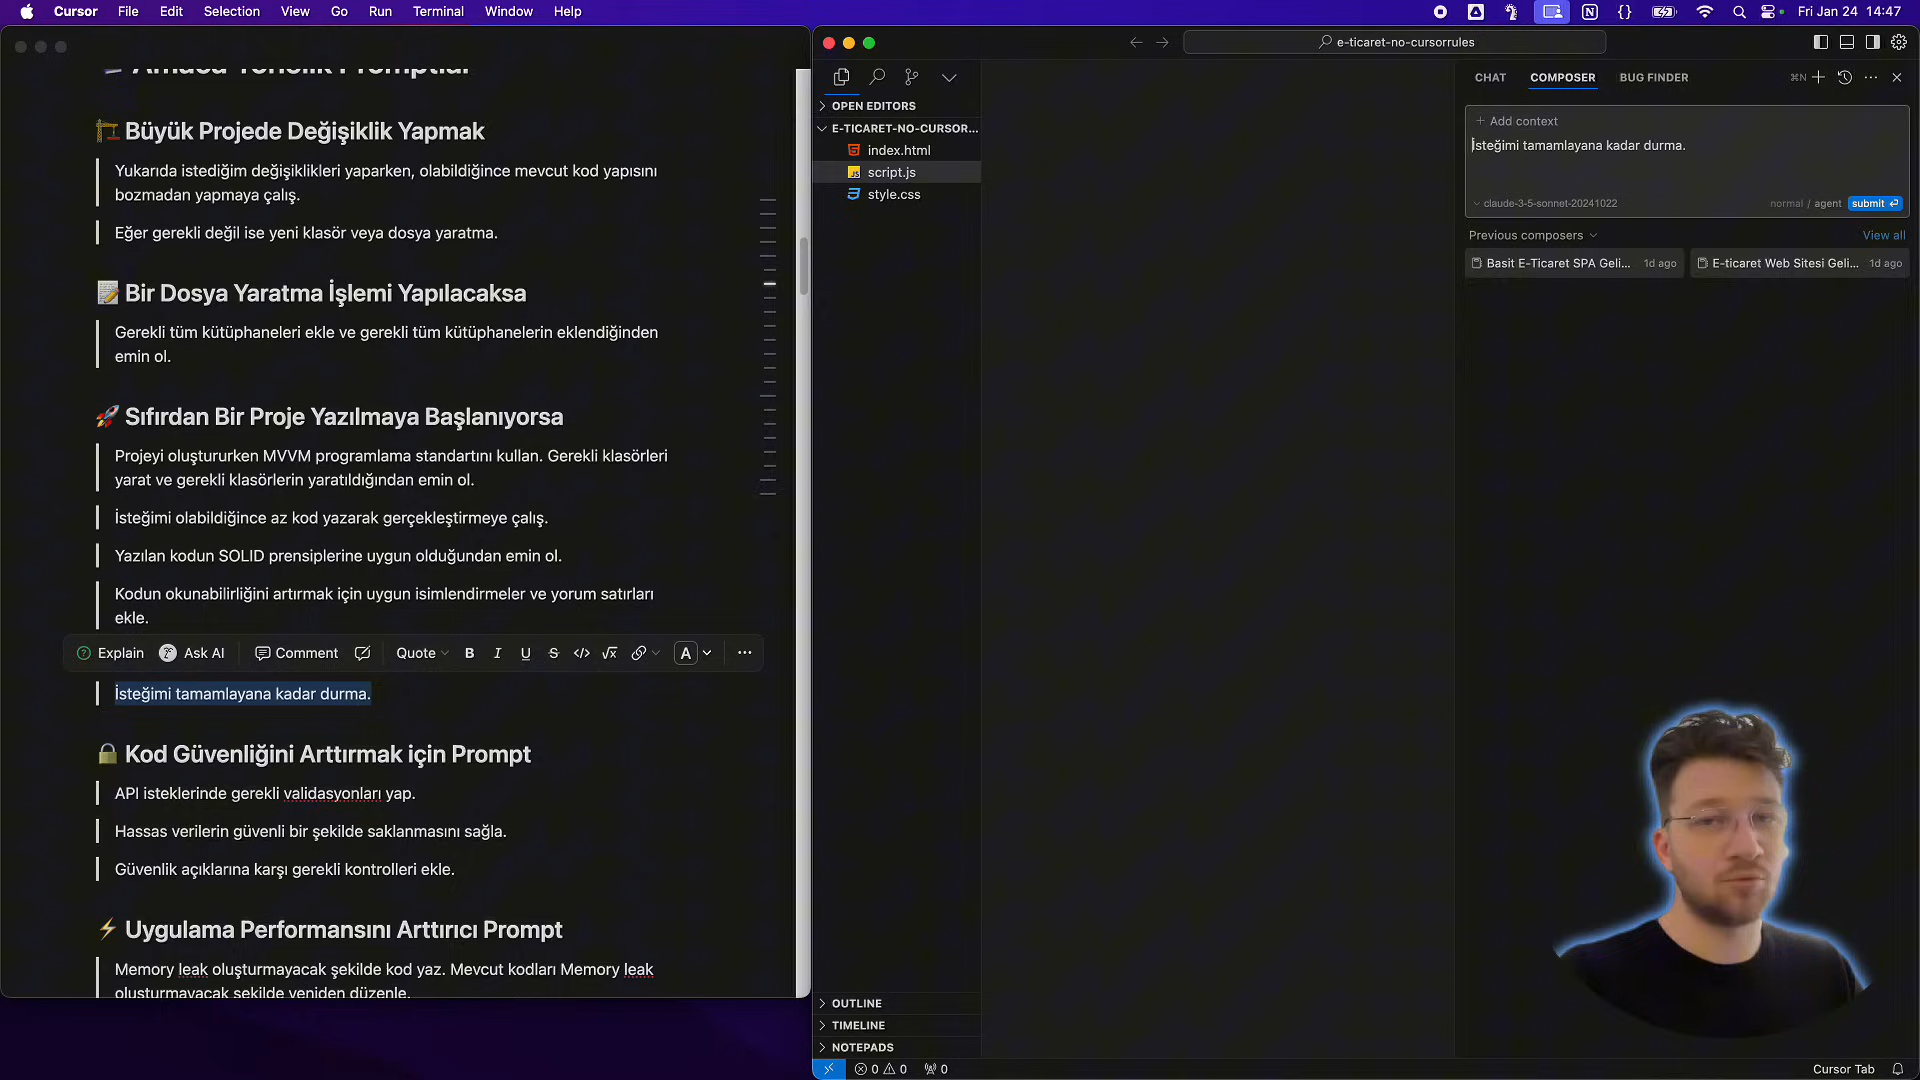 Cursor File Edit Selection View Go Run Terminal Window Help
Fri Jan 24 14:47
🏗️ Büyük Projede Değişiklik Yapmak
Yukarıda istediğim değişiklikleri yaparken, olabildiğince mevcut kod yapısını
bozmadan yapmaya çalış.
Eğer gerekli değil ise yeni klasör veya dosya yaratma.
📝 Bir Dosya Yaratma İşlemi Yapılacaksa
Gerekli tüm kütüphaneleri ekle ve gerekli tüm kütüphanelerin eklendiğinden
emin ol.
🚀 Sıfırdan Bir Proje Yazılmaya Başlanıyorsa
Projeyi oluştururken MVVM programlama standartını kullan. Gerekli klasörleri
yarat ve gerekli klasörlerin yaratıldığından emin ol.
İsteğimi olabildiğince az kod yazarak gerçekleştirmeye çalış.
Yazılan kodun SOLID prensiplerine uygun olduğundan emin ol.
Kodun okunabilirliğini artırmak için uygun isimlendirmeler ve yorum satırları
ekle.
Explain Ask AI Comment Quote B I U S </> √x A •••
İsteğimi tamamlayana kadar durma.
🔒 Kod Güvenliğini Arttırmak için Prompt
API isteklerinde gerekli validasyonları yap.
Hassas verilerin güvenli bir şekilde saklanmasını sağla.
Güvenlik açıklarına karşı gerekli kontrolleri ekle.
⚡ Uygulama Performansını Arttırıcı Prompt
Memory leak oluşturmayacak şekilde kod yaz. Mevcut kodları Memory leak
oluşturmayacak şekilde yeniden düzenle.
e-ticaret-no-cursorrules
OPEN EDITORS
E-TICARET-NO-CURSOR...
index.html
JS script.js
style.css
OUTLINE
TIMELINE
NOTEPADS
0 0 0
CHAT COMPOSER BUG FINDER ⌘N + ...
+ Add context
İsteğimi tamamlayana kadar durma.
claude-3-5-sonnet-20241022 normal / agent submit ⏎
Previous composers View all
Basit E-Ticaret SPA Geli... 1d ago
E-ticaret Web Sitesi Geli... 1d ago
Cursor Tab